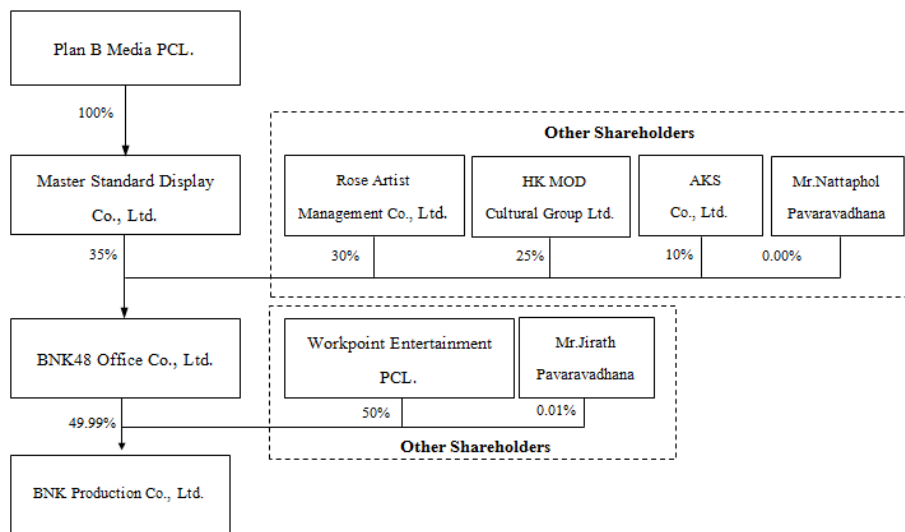 Plan B Media PCL.
100%
Other Shareholders
Master Standard Display
Co., Ltd.
Rose Artist
Management Co., Ltd.
HK MOD
Cultural Group Ltd.
AKS
Co., Ltd.
Mr.Nattaphol
Pavaravadhana
35%
30%
25%
10%
0.00%
BNK48 Office Co., Ltd.
Workpoint Entertainment
PCL.
Mr.Jirath
Pavaravadhana
49.99%
50%
0.01%
Other Shareholders
BNK Production Co., Ltd.